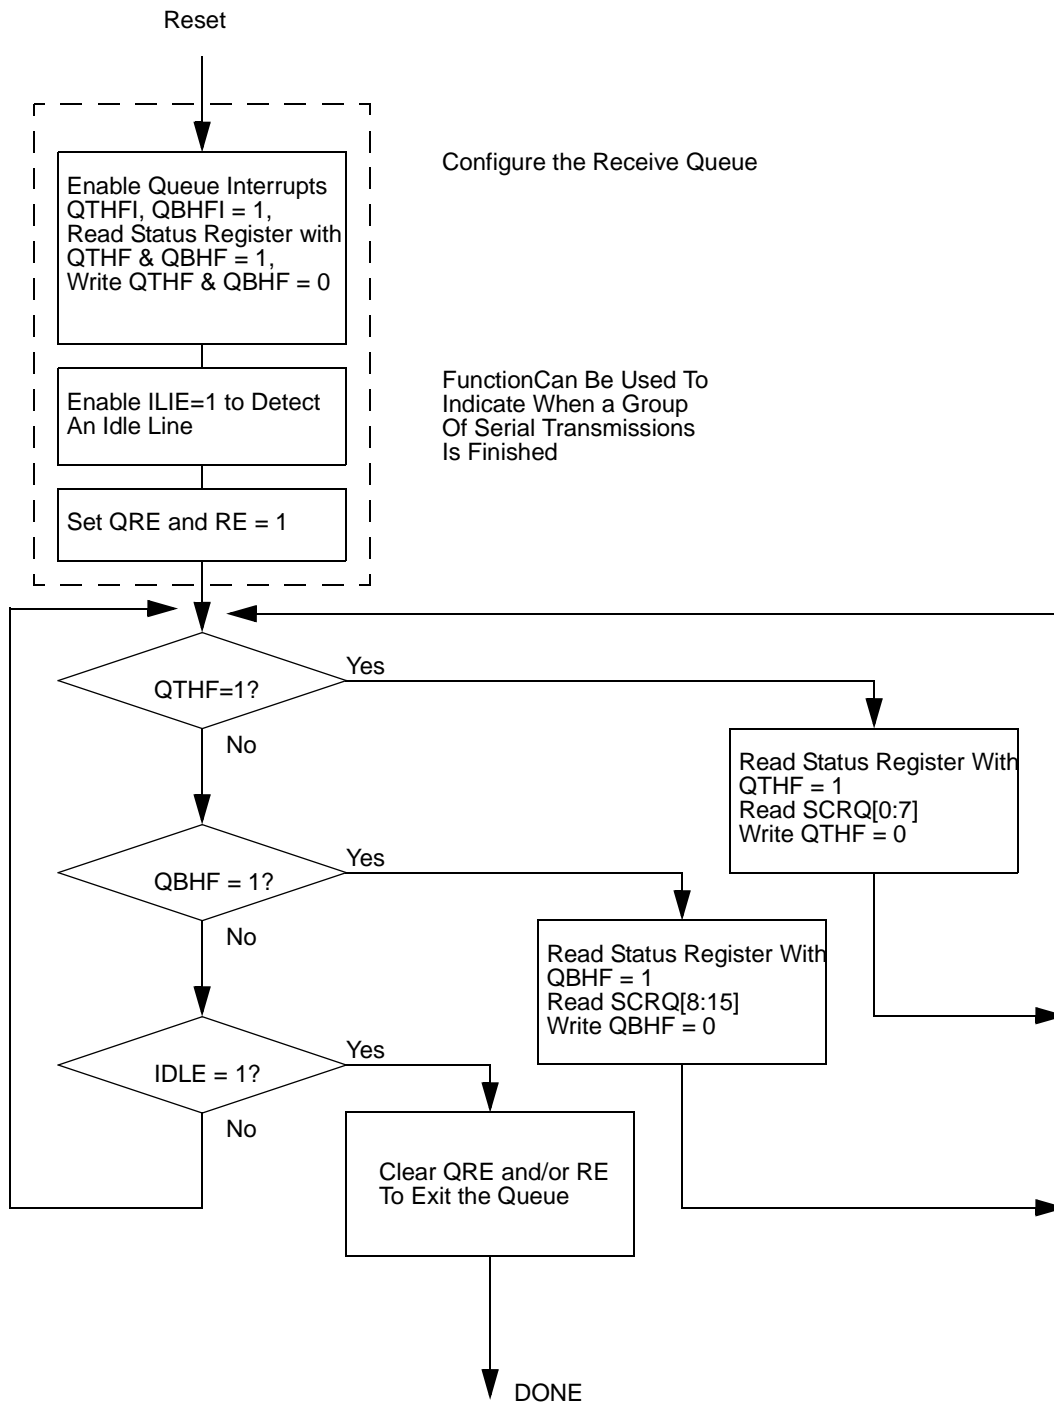 Reset
Configure the Receive Queue
Enable Queue Interrupts
QTHFI, QBHFI = 1,
Read Status Register with
QTHF & QBHF = 1,
Write QTHF & QBHF = 0
Enable ILIE=1 to Detect
An Idle Line
FunctionCan Be Used To
Indicate When a Group
Of Serial Transmissions
Is Finished
Set QRE and RE = 1
QTHF=1?
Yes
No
Read Status Register With
QTHF = 1
Read SCRQ[0:7]
Write QTHF = 0
QBHF = 1?
Yes
No
Read Status Register With
QBHF = 1
Read SCRQ[8:15]
Write QBHF = 0
IDLE = 1?
Yes
No
Clear QRE and/or RE
To Exit the Queue
DONE